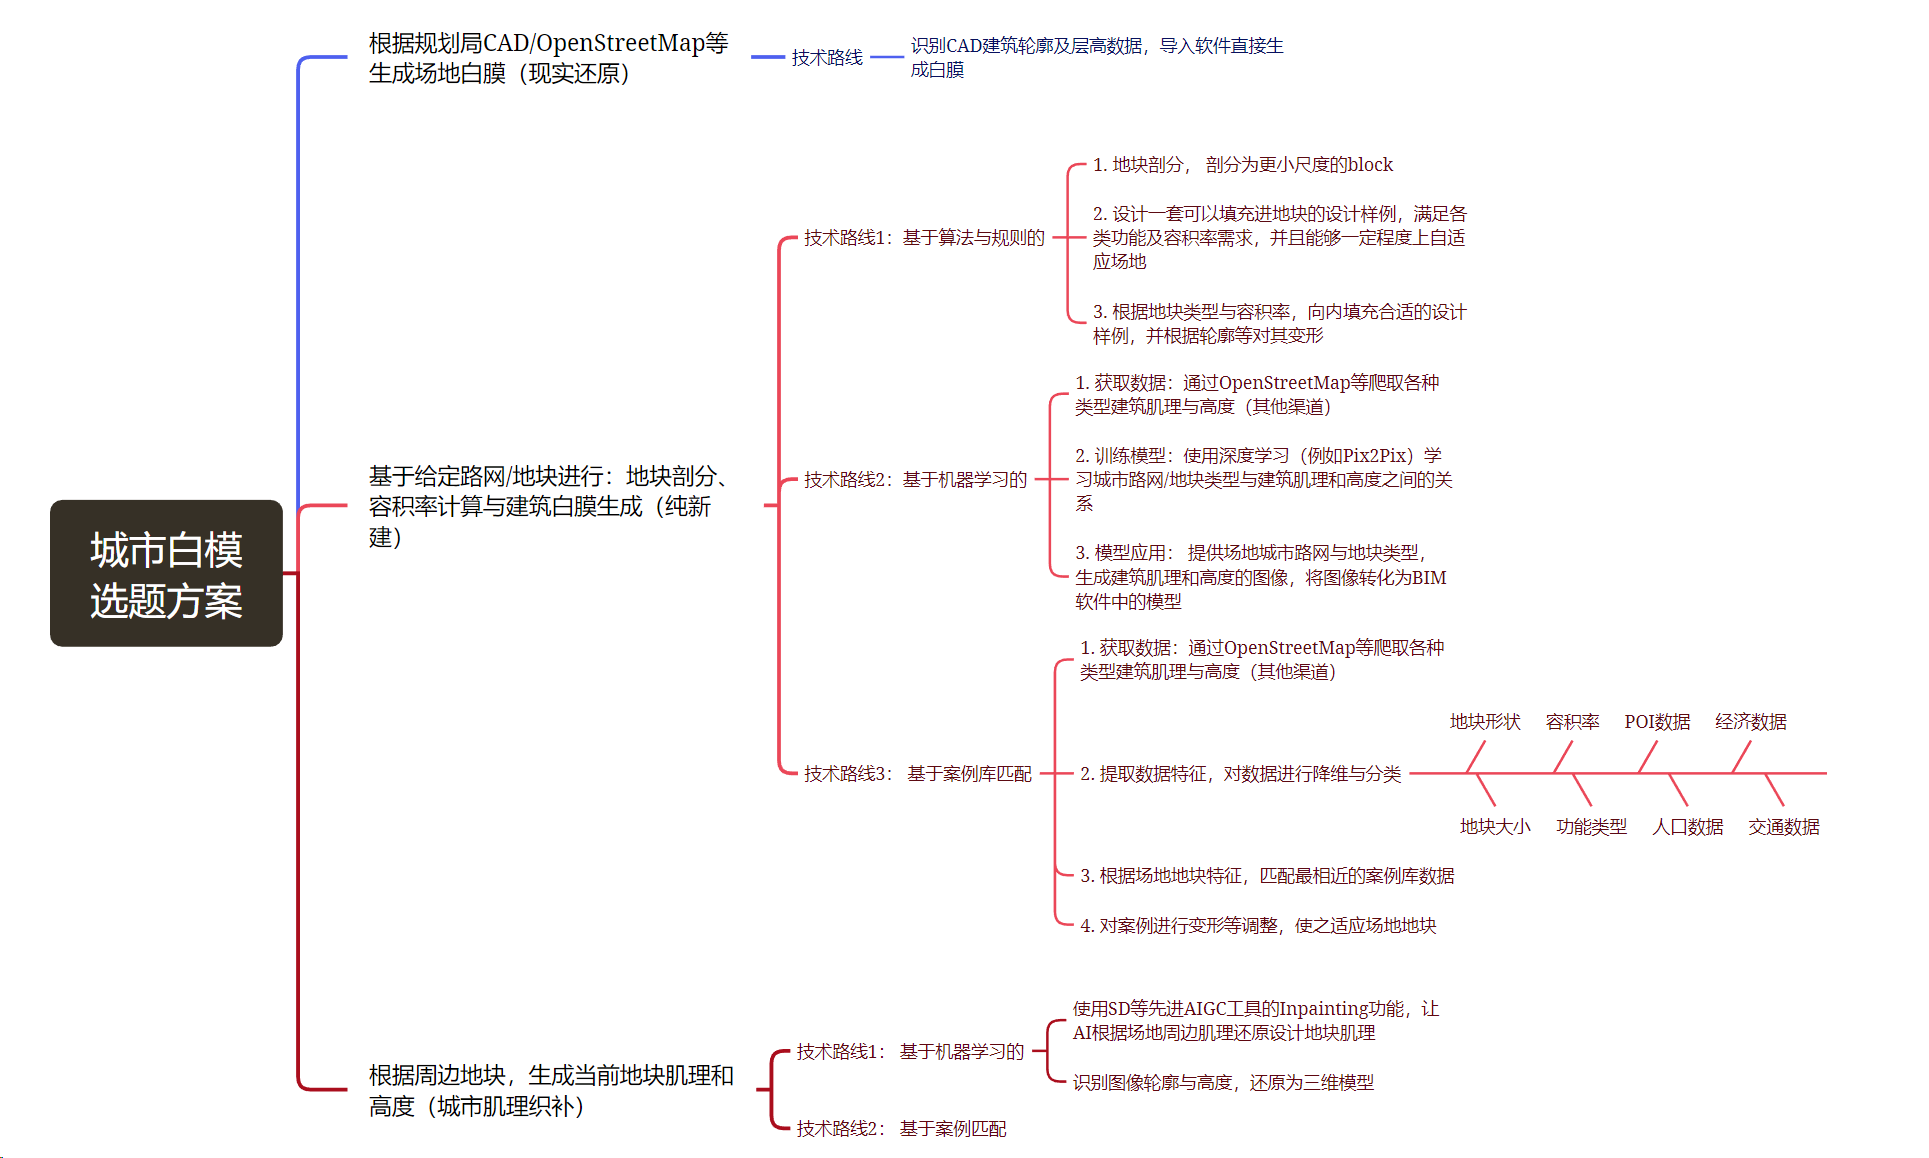 城市白模
选题方案
根据规划局CAD/OpenStreetMap等
生成场地白膜（现实还原）
技术路线
识别CAD建筑轮廓及层高数据，导入软件直接生
成白膜
基于给定路网/地块进行：地块剖分、
容积率计算与建筑白膜生成（纯新
建）
技术路线1：基于算法与规则的
1. 地块剖分， 剖分为更小尺度的block
2. 设计一套可以填充进地块的设计样例，满足各
类功能及容积率需求，并且能够一定程度上自适
应场地
3. 根据地块类型与容积率，向内填充合适的设计
样例，并根据轮廓等对其变形
技术路线2：基于机器学习的
1. 获取数据：通过OpenStreetMap等爬取各种
类型建筑肌理与高度（其他渠道）
2. 训练模型：使用深度学习（例如Pix2Pix）学
习城市路网/地块类型与建筑肌理和高度之间的关
系
3. 模型应用： 提供场地城市路网与地块类型，
生成建筑肌理和高度的图像，将图像转化为BIM
软件中的模型
技术路线3： 基于案例库匹配
1. 获取数据：通过OpenStreetMap等爬取各种
类型建筑肌理与高度（其他渠道）
2. 提取数据特征，对数据进行降维与分类
地块形状 容积率 POI数据 经济数据
地块大小 功能类型 人口数据 交通数据
3. 根据场地地块特征，匹配最相近的案例库数据
4. 对案例进行变形等调整，使之适应场地地块
根据周边地块，生成当前地块肌理和
高度（城市肌理织补）
技术路线1： 基于机器学习的
使用SD等先进AIGC工具的Inpainting功能，让
AI根据场地周边肌理还原设计地块肌理
识别图像轮廓与高度，还原为三维模型
技术路线2： 基于案例匹配